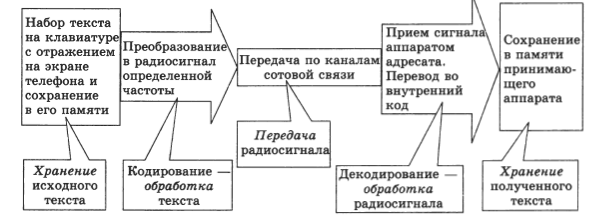 Набор текста
на клавиатуре
с отражением
на экране
телефона и
сохранение
в его памяти
Преобразование
в радиосигнал
определенной
частоты
Передача по каналам
сотовой связи
Прием сигнала
аппаратом
адресата.
Перевод во
внутренний
код
Сохранение
в памяти
принимаю-
щего
аппарата
Хранение
исходного
текста
Кодирование —
обработка
текста
Передача
радиосигнала
Декодирование —
обработка
радиосигнала
Хранение
полученного
текста